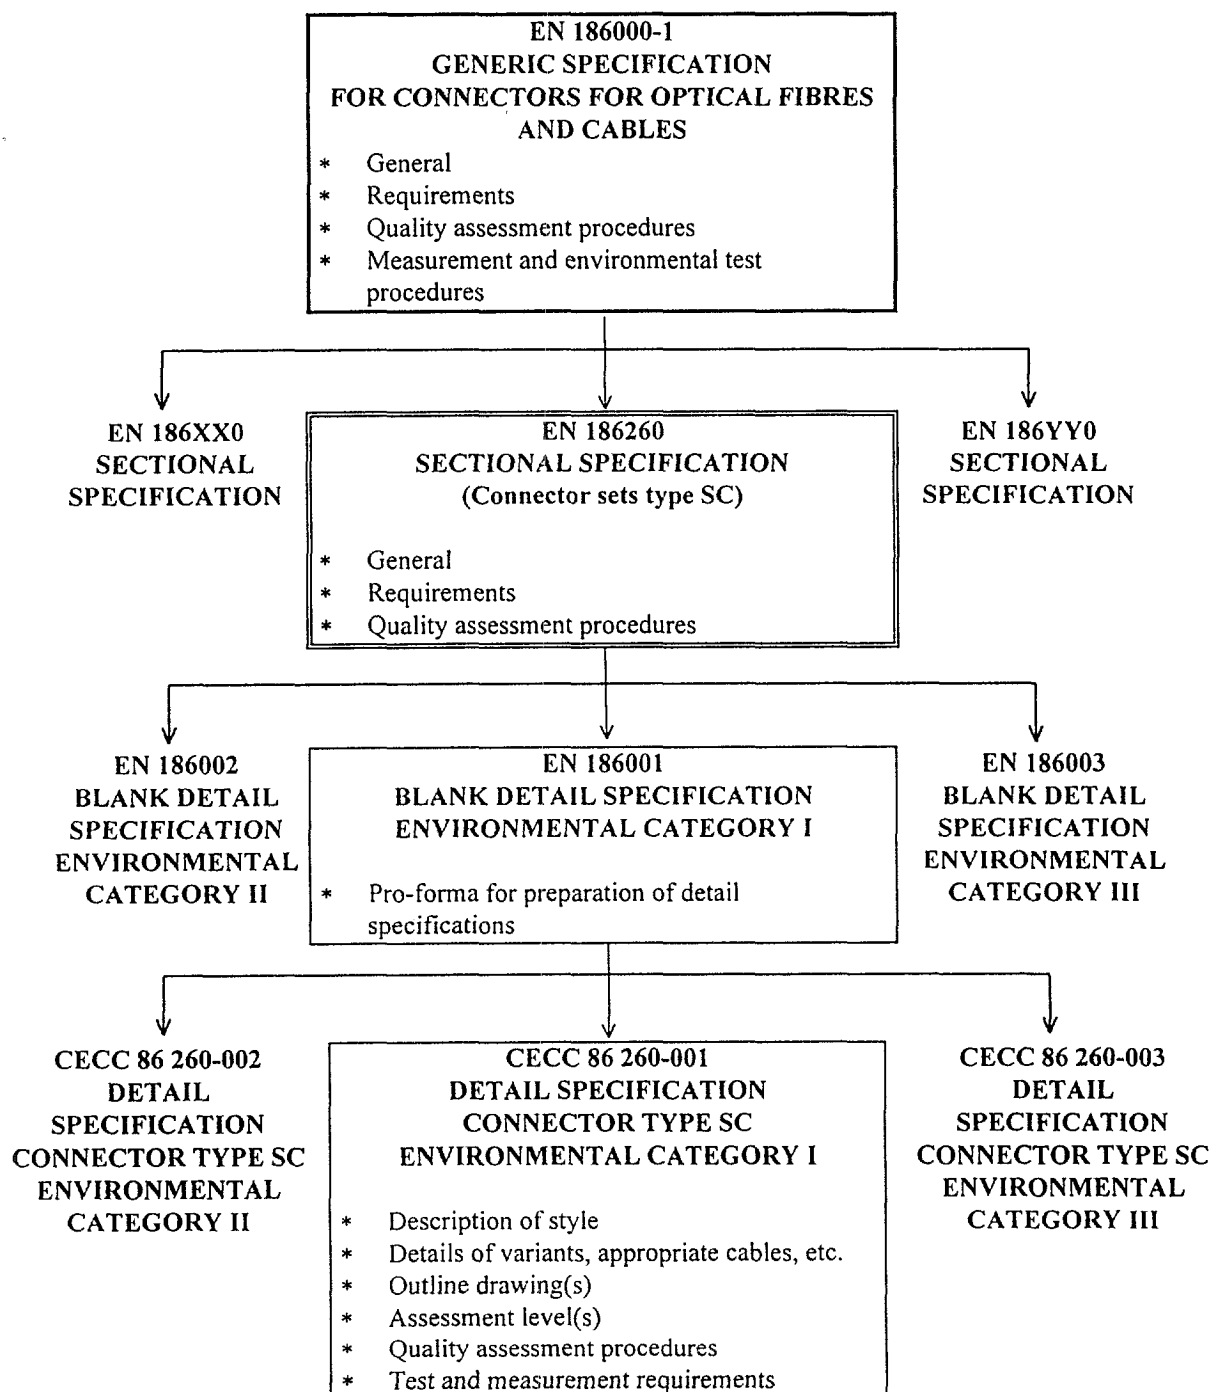 EN 186000-1
GENERIC SPECIFICATION
FOR CONNECTORS FOR OPTICAL FIBRES
AND CABLES
* General
* Requirements
* Quality assessment procedures
* Measurement and environmental test
procedures
EN 186XX0
SECTIONAL
SPECIFICATION
EN 186260
SECTIONAL SPECIFICATION
(Connector sets type SC)
* General
* Requirements
* Quality assessment procedures
EN 186YY0
SECTIONAL
SPECIFICATION
EN 186002
BLANK DETAIL
SPECIFICATION
ENVIRONMENTAL
CATEGORY II
EN 186001
BLANK DETAIL SPECIFICATION
ENVIRONMENTAL CATEGORY I
* Pro-forma for preparation of detail
specifications
EN 186003
BLANK DETAIL
SPECIFICATION
ENVIRONMENTAL
CATEGORY III
CECC 86 260-002
DETAIL
SPECIFICATION
CONNECTOR TYPE SC
ENVIRONMENTAL
CATEGORY II
CECC 86 260-001
DETAIL SPECIFICATION
CONNECTOR TYPE SC
ENVIRONMENTAL CATEGORY I
* Description of style
* Details of variants, appropriate cables, etc.
* Outline drawing(s)
* Assessment level(s)
* Quality assessment procedures
* Test and measurement requirements
CECC 86 260-003
DETAIL
SPECIFICATION
CONNECTOR TYPE SC
ENVIRONMENTAL
CATEGORY III